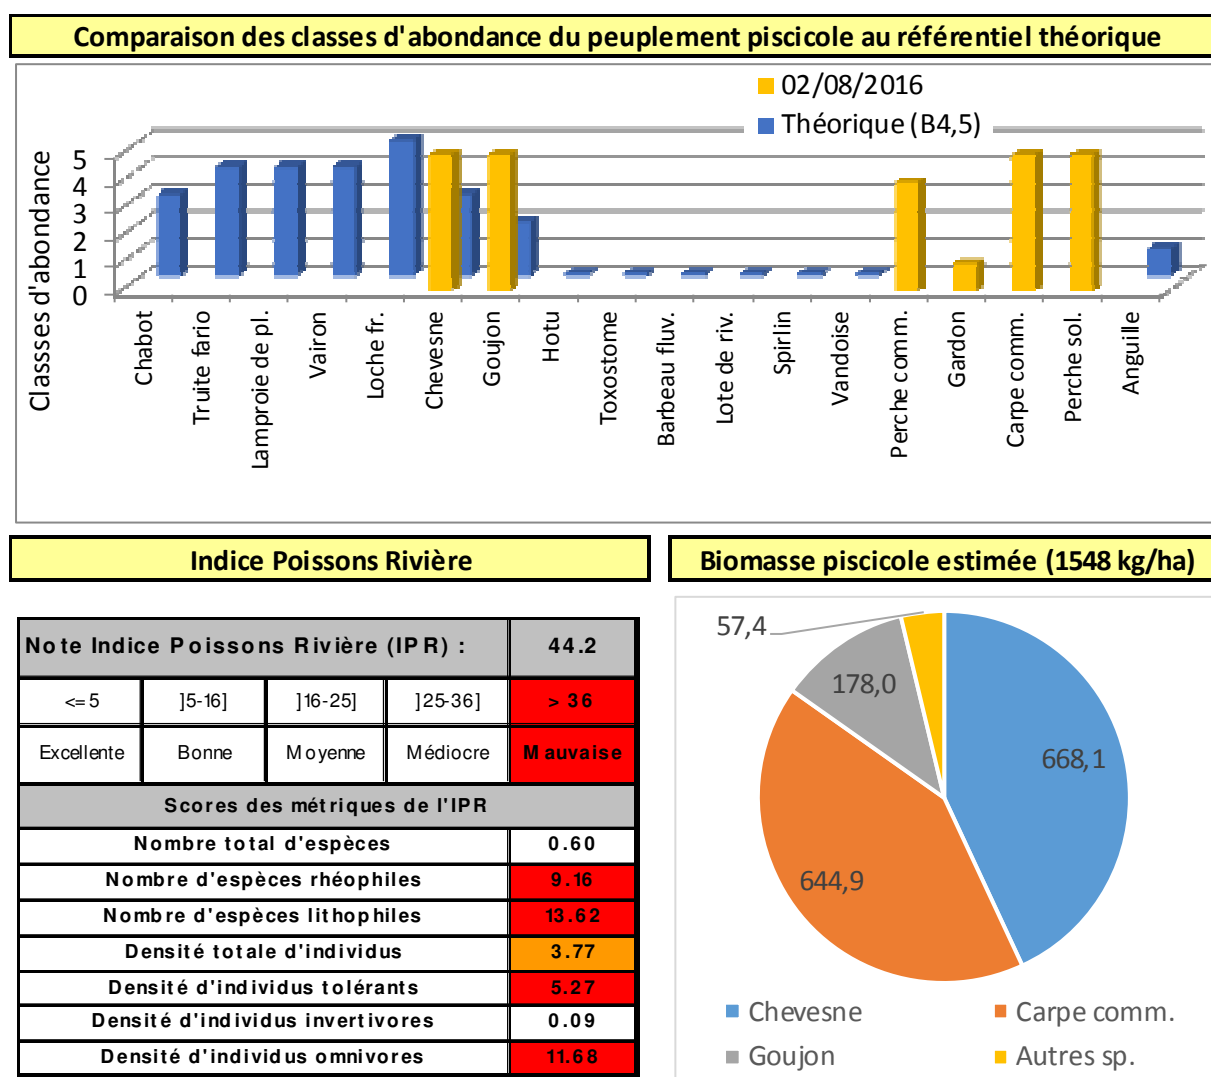 Comparaison des classes d'abondance du peuplement piscicole au référentiel théorique
02/08/2016
Théorique (B4,5)
Classses d'abondance
5
4
3
2
1
0
Chabot
Truite fario
Lamproie de pl.
Vairon
Loche fr.
Chevesne
Goujon
Hotu
Toxostome
Barbeau fluv.
Lote de riv.
Spirlin
Vandoise
Perche comm.
Gardon
Carpe comm.
Perche sol.
Anguille
Indice Poissons Rivière
Note Indice Poissons Rivière (IPR) : 44.2
<= 5 ]5-16] ]16-25] ]25-36] > 36
Excellente Bonne Moyenne Médiocre Mauvaise
Scores des métriques de l'IPR
Nombre total d'espèces 0.60
Nombre d'espèces rhéophiles 9.16
Nombre d'espèces lithophiles 13.62
Densité totale d'individus 3.77
Densité d'individus tolérants 5.27
Densité d'individus invertivores 0.09
Densité d'individus omnivores 11.68
Biomasse piscicole estimée (1548 kg/ha)
57,4
178,0
668,1
644,9
Chevesne Carpe comm.
Goujon Autres sp.